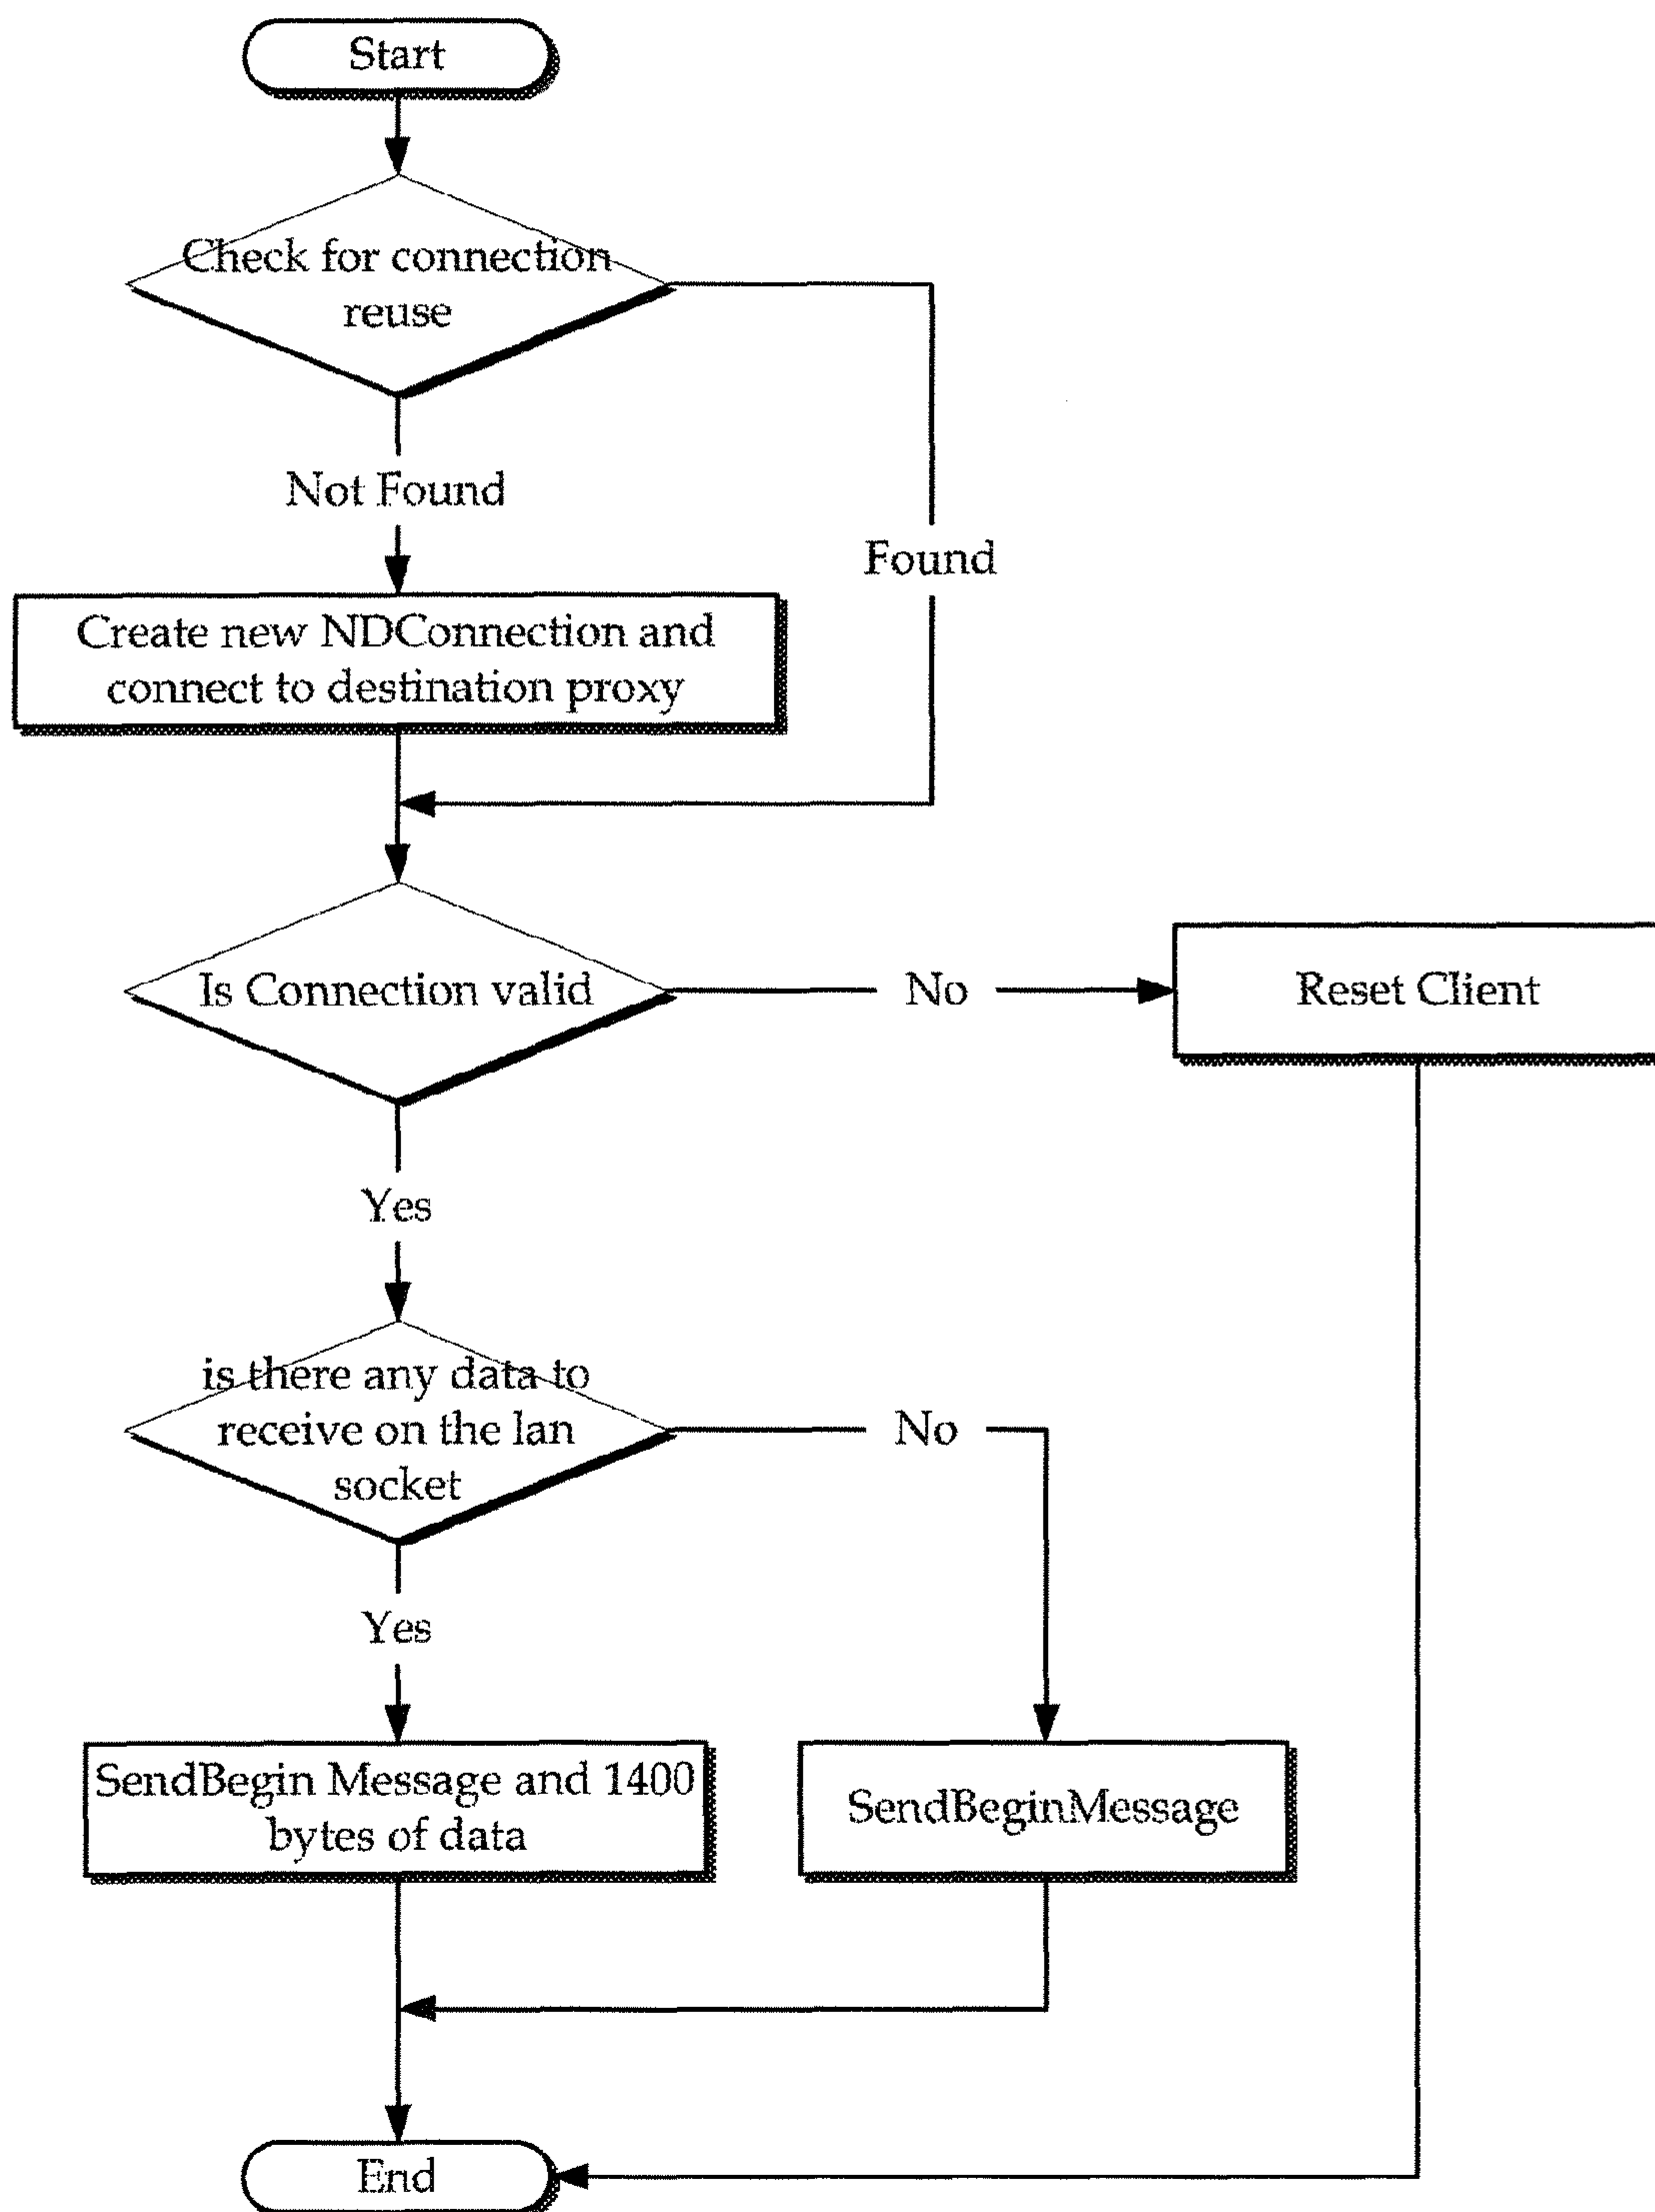 Start
Check for connection
reuse
Not Found
Found
Create new NDConnection and
connect to destination proxy
Is Connection valid
No
Reset Client
Yes
is there any data to
receive on the lan
socket
No
Yes
SendBegin Message and 1400
bytes of data
SendBeginMessage
End